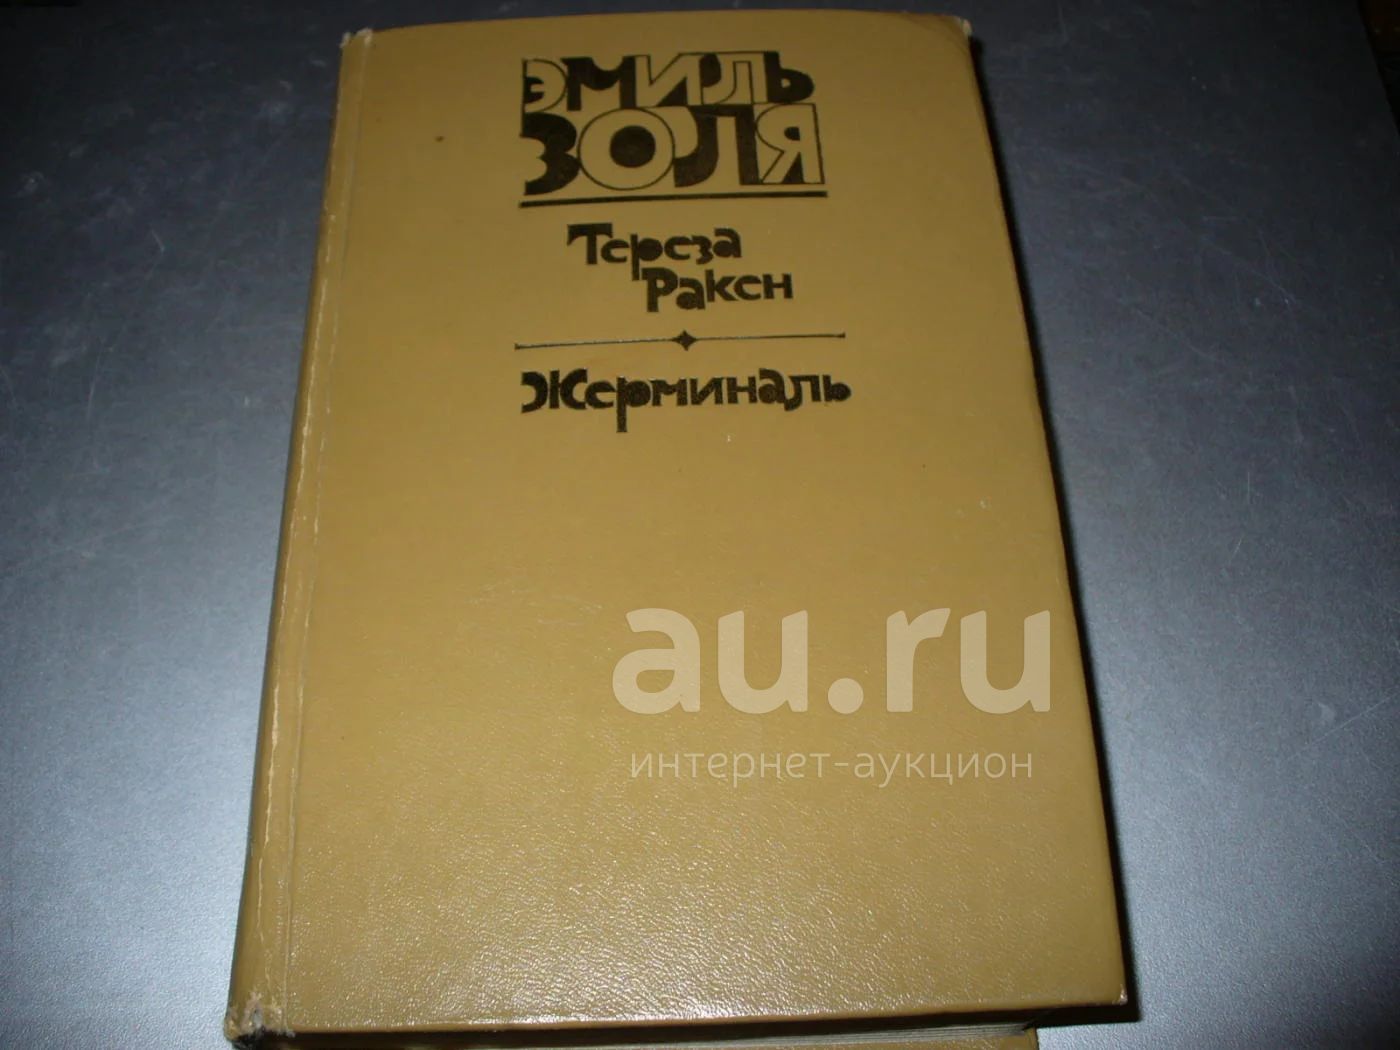 ЭМИЛЬ
ЗОЛЯ
Тереза
Ракен
Жерминаль
au.ru
интернет-аукцион